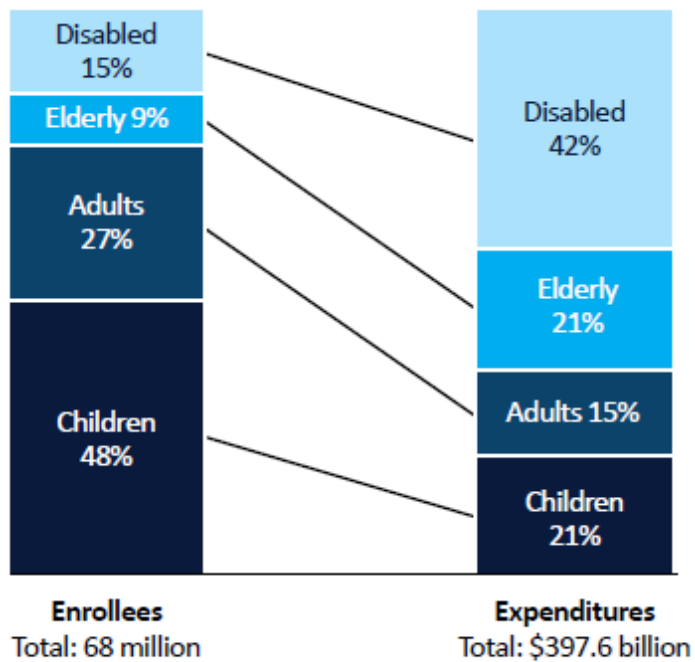 Disabled
15%
Elderly 9%
Adults
27%
Children
48%
Enrollees
Total: 68 million
Disabled
42%
Elderly
21%
Adults 15%
Children
21%
Expenditures
Total: $397.6 billion